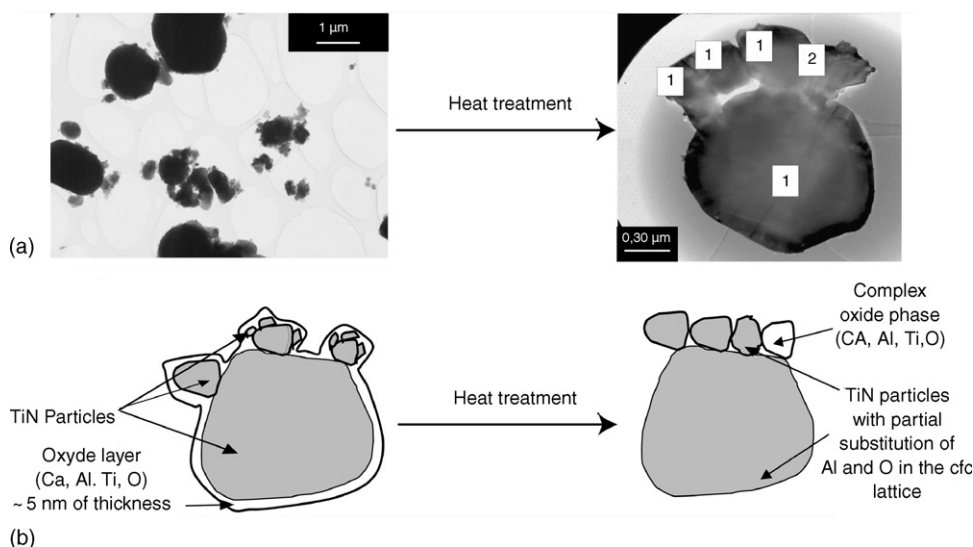 1 µm
Heat treatment
1
1
1
2
1
0,30 µm
(a)
TiN Particles
Oxyde layer
(Ca, Al. Ti, O)
~ 5 nm of thickness
Heat treatment
Complex
oxide phase
(CA, Al, Ti,O)
TiN particles
with partial
substitution of
Al and O in the cfc
lattice
(b)